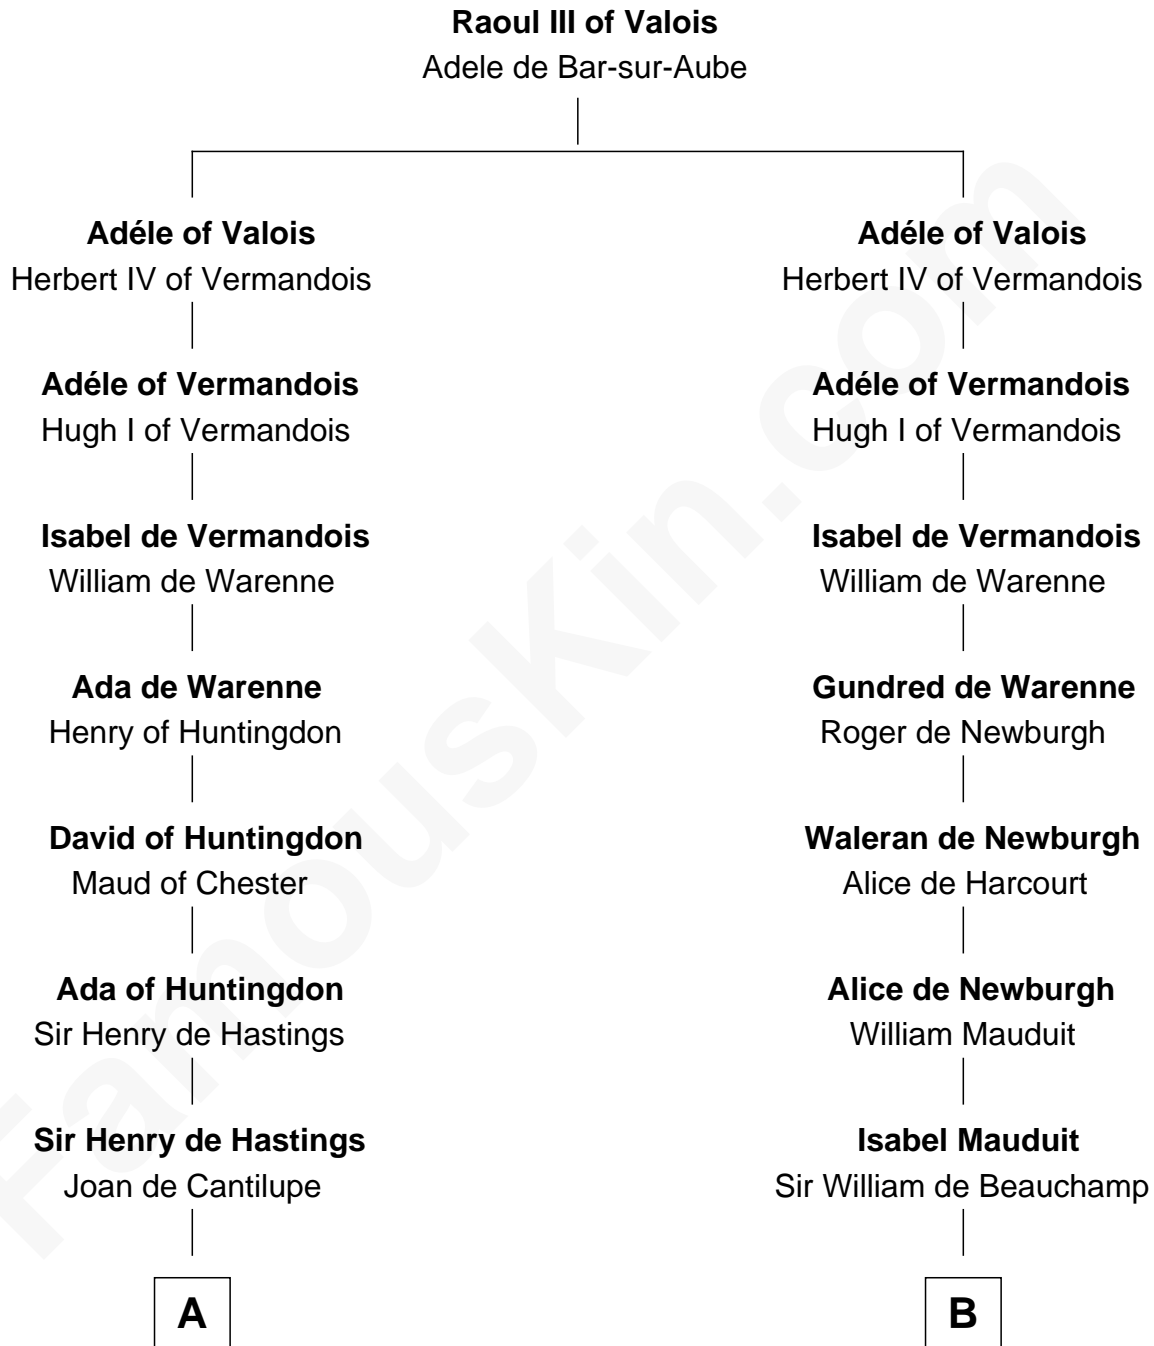 Raoul III of Valois
Adele de Bar-sur-Aube
Adéle of Valois
Herbert IV of Vermandois
Adéle of Vermandois
Hugh I of Vermandois
Isabel de Vermandois
William de Warenne
Ada de Warenne
Henry of Huntingdon
David of Huntingdon
Maud of Chester
Ada of Huntingdon
Sir Henry de Hastings
Sir Henry de Hastings
Joan de Cantilupe
A
Adéle of Valois
Herbert IV of Vermandois
Adéle of Vermandois
Hugh I of Vermandois
Isabel de Vermandois
William de Warenne
Gundred de Warenne
Roger de Newburgh
Waleran de Newburgh
Alice de Harcourt
Alice de Newburgh
William Mauduit
Isabel Mauduit
Sir William de Beauchamp
B
FamousKin.com